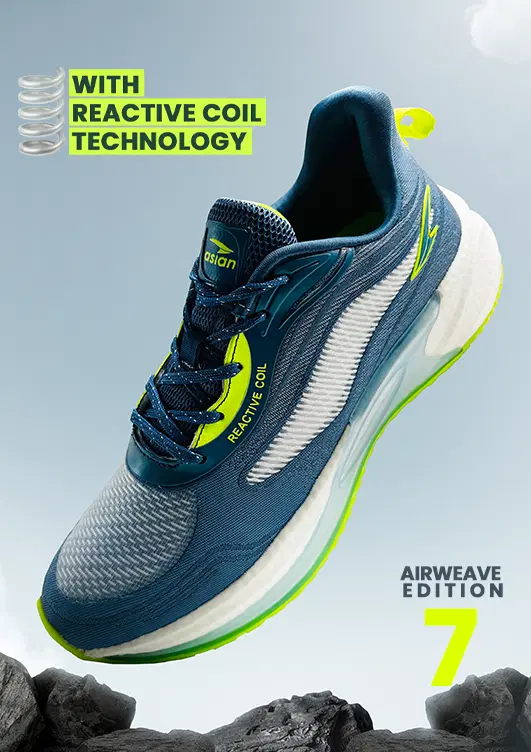 WITH
REACTIVE COIL
TECHNOLOGY
asian
REACTIVE COIL
AIRWEAVE
EDITION
7